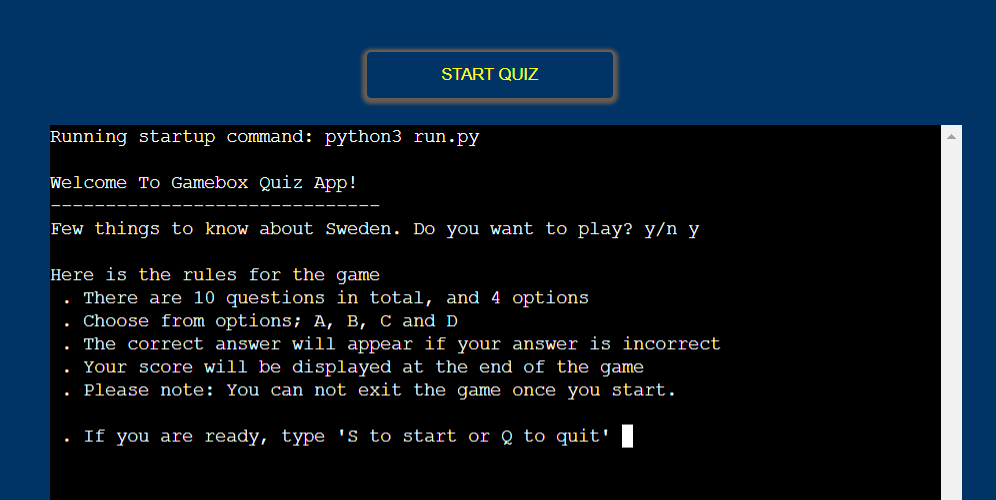 START QUIZ
Running startup command: python3 run.py
Welcome To Gamebox Quiz App!
------------------------------
Few things to know about Sweden. Do you want to play? y/n y
Here is the rules for the game
. There are 10 questions in total, and 4 options
. Choose from options; A, B, C and D
. The correct answer will appear if your answer is incorrect
. Your score will be displayed at the end of the game
. Please note: You can not exit the game once you start.
. If you are ready, type 'S to start or Q to quit'